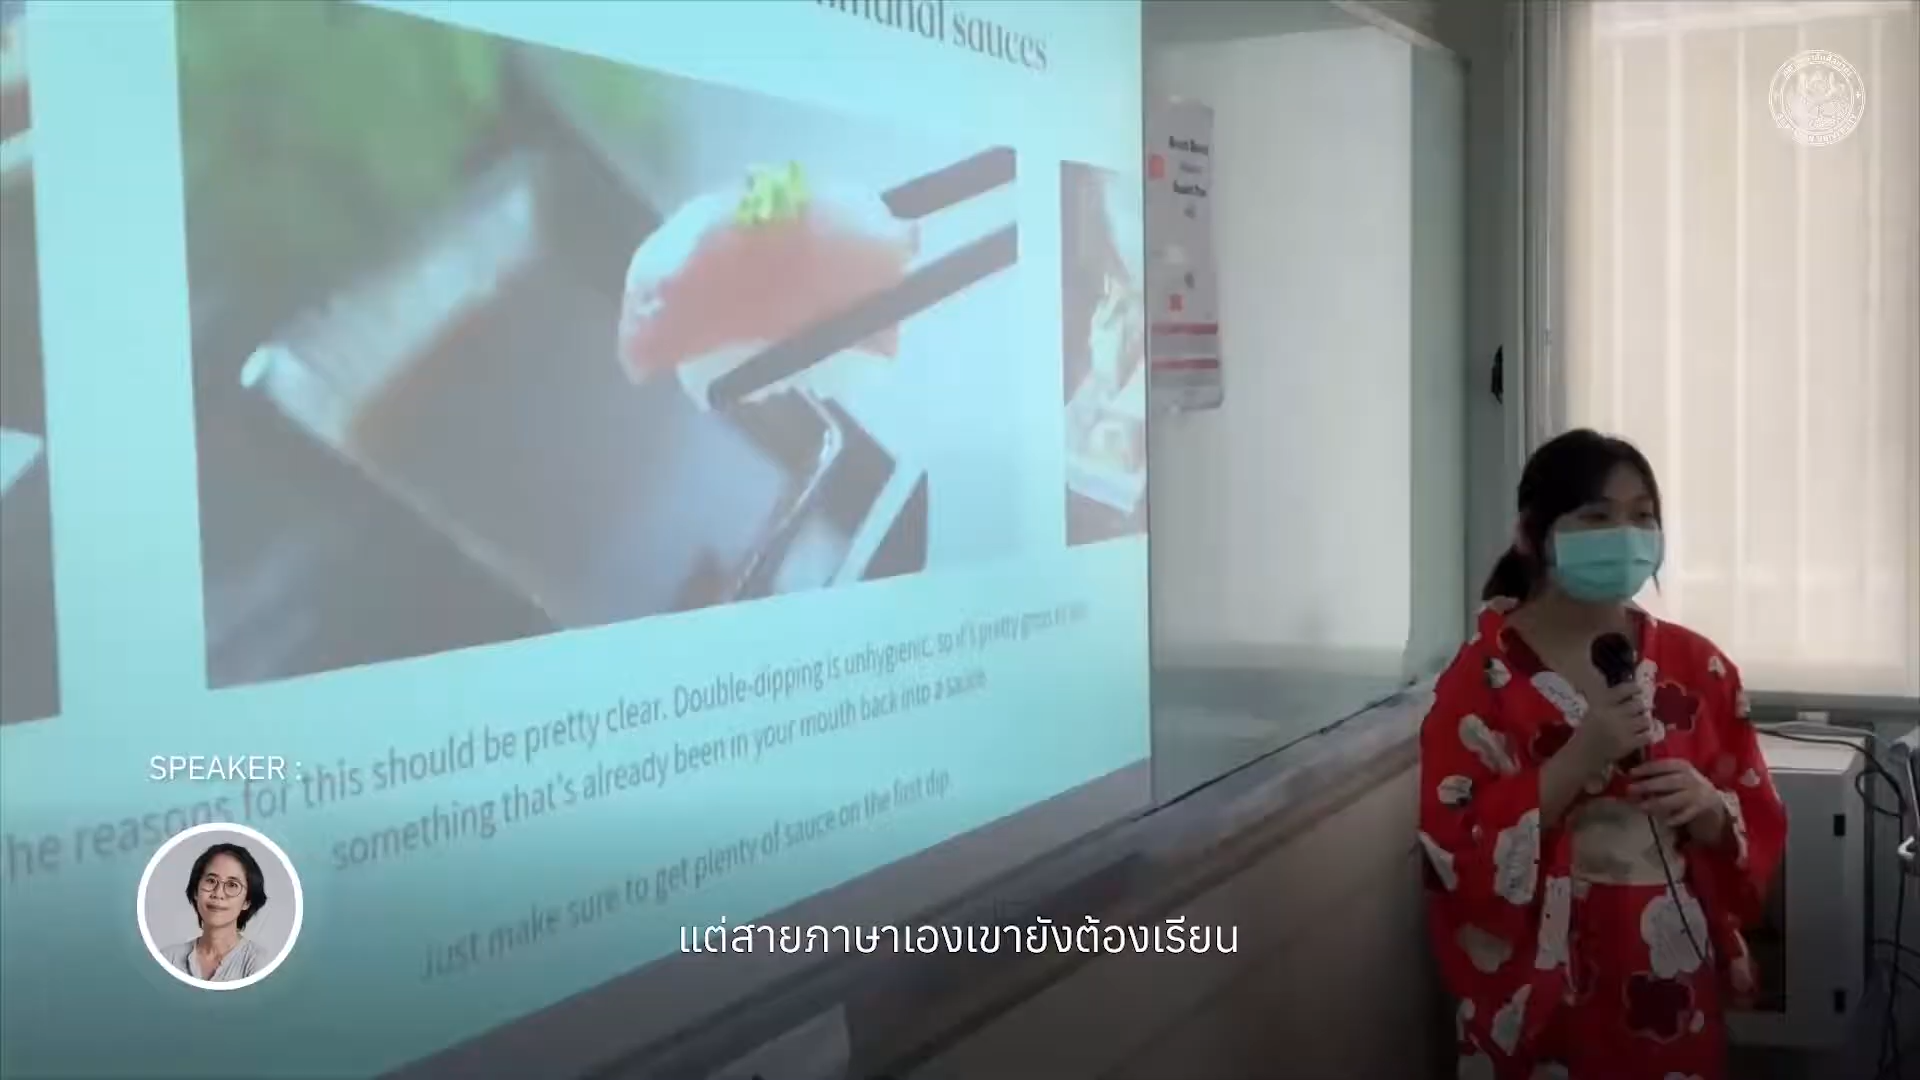 sauces
The reasons for this should be pretty clear. Double-dipping is unhygienic, so it's pretty gross to
something that's already been in your mouth back into a sauce
Just make sure to get plenty of sauce on the first dip.
SPEAKER :
แต่สายภาษาเองเขายังต้องเรียน